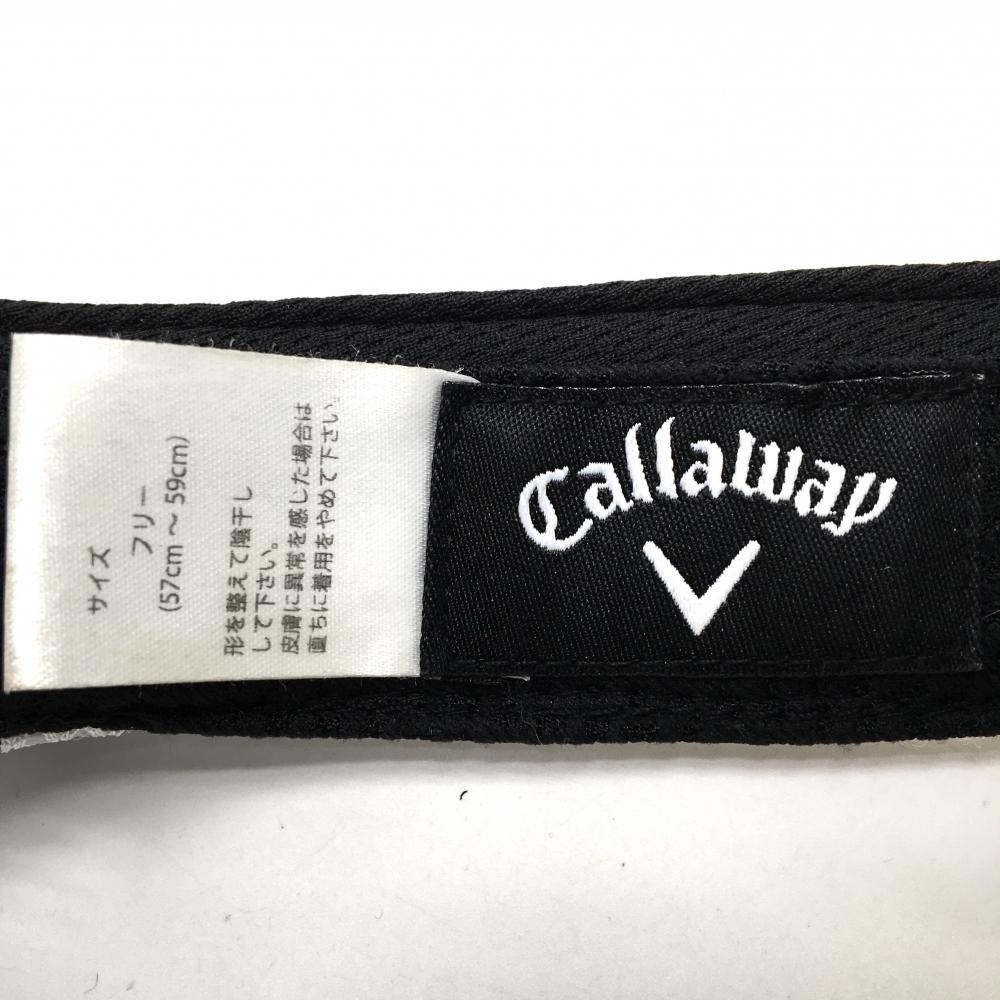 サイズ
フリー
(57cm ～ 59cm)
形を整えて陰干し
して下さい。
皮膚に異常を感じた場合は
直ちに着用をやめて下さい。
Callaway